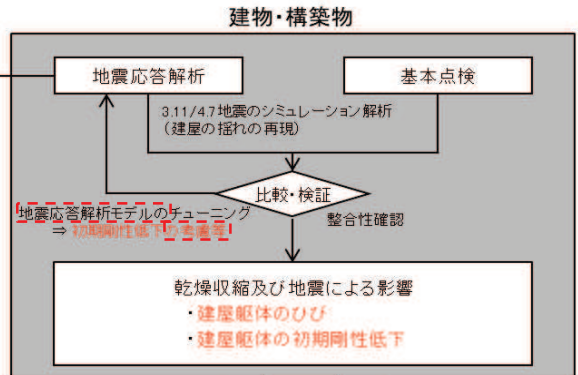 建物・構築物
地震応答解析
基本点検
3.11/4.7地震のシミュレーション解析
(建屋の揺れの再現)
比較・検証
地震応答解析モデルのチューニング
⇒ 初期剛性低下の考慮等
整合性確認
乾燥収縮及び地震による影響
・建屋躯体のひび
・建屋躯体の初期剛性低下